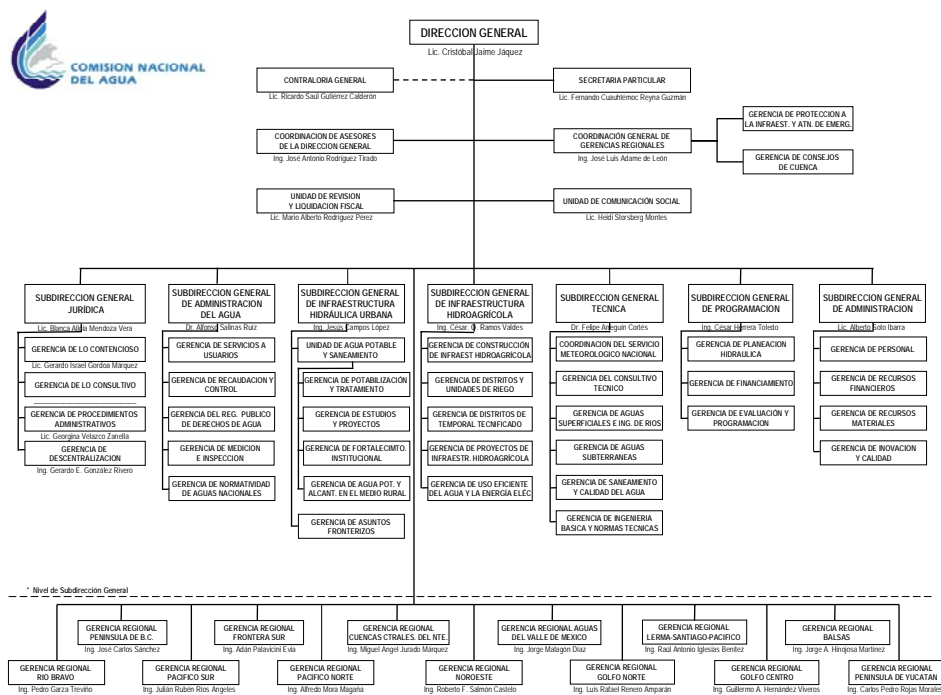 COMISION NACIONAL
DEL AGUA
DIRECCION GENERAL
Lic. Cristóbal Jaime Jáquez
CONTRALORIA GENERAL
Lic. Ricardo Saúl Gutiérrez Calderón
SECRETARIA PARTICULAR
Lic. Fernando Cuauhtémoc Reyna Guzmán
COORDINACION DE ASESORES
DE LA DIRECCION GENERAL
Ing. José Antonio Rodríguez Tirado
COORDINACIÓN GENERAL DE
GERENCIAS REGIONALES
Ing. José Luis Adame de León
GERENCIA DE PROTECCION A
LA INFRAEST. Y ATN. DE EMERG.
GERENCIA DE CONSEJOS
DE CUENCA
UNIDAD DE REVISION
Y LIQUIDACION FISCAL
Lic. Mario Alberto Rodríguez Pérez
UNIDAD DE COMUNICACIÓN SOCIAL
Lic. Heidi Storsberg Montes
SUBDIRECCION GENERAL
JURÍDICA
Lic. Blanca Alicia Mendoza Vera
GERENCIA DE LO CONTENCIOSO
Lic. Gerardo Israel Gordoa Márquez
GERENCIA DE LO CONSULTIVO
GERENCIA DE PROCEDIMIENTOS
ADMINISTRATIVOS
Lic. Georgina Velazco Zanella
GERENCIA DE
DESCENTRALIZACION
Ing. Gerardo E. González Rivero
SUBDIRECCION GENERAL
DE ADMINISTRACION
DEL AGUA
Dr. Alfonso Salinas Ruiz
GERENCIA DE SERVICIOS A
USUARIOS
GERENCIA DE RECAUDACION Y
CONTROL
GERENCIA DEL REG. PUBLICO
DE DERECHOS DE AGUA
GERENCIA DE MEDICION
E INSPECCION
GERENCIA DE NORMATIVIDAD
DE AGUAS NACIONALES
SUBDIRECCION GENERAL
DE INFRAESTRUCTURA
HIDRÁULICA URBANA
Ing. Jesús Campos López
UNIDAD DE AGUA POTABLE
Y SANEAMIENTO
GERENCIA DE POTABILIZACIÓN
Y TRATAMIENTO
GERENCIA DE ESTUDIOS
Y PROYECTOS
GERENCIA DE FORTALECIMTO.
INSTITUCIONAL
GERENCIA DE AGUA POT. Y
ALCANT. EN EL MEDIO RURAL
GERENCIA DE ASUNTOS
FRONTERIZOS
SUBDIRECCION GENERAL
DE INFRAESTRUCTURA
HIDROAGRÍCOLA
Ing. César. O. Ramos Valdes
GERENCIA DE CONSTRUCCIÓN
DE INFRAEST HIDROAGRÍCOLA
GERENCIA DE DISTRITOS Y
UNIDADES DE RIEGO
GERENCIA DE DISTRITOS DE
TEMPORAL TECNIFICADO
GERENCIA DE PROYECTOS DE
INFRAESTR. HIDROAGRÍCOLA
GERENCIA DE USO EFICIENTE
DEL AGUA Y LA ENERGÍA ELÉC
SUBDIRECCION GENERAL
TECNICA
Dr. Felipe Arreguin Cortés
COORDINACION DEL SERVICIO
METEOROLOGICO NACIONAL
GERENCIA DEL CONSULTIVO
TECNICO
GERENCIA DE AGUAS
SUPERFICIALES E ING. DE RIOS
GERENCIA DE AGUAS
SUBTERRANEAS
GERENCIA DE SANEAMIENTO
Y CALIDAD DEL AGUA
GERENCIA DE INGENIERIA
BASICA Y NORMAS TECNICAS
SUBDIRECCION GENERAL
DE PROGRAMACION
Ing. César Herrera Toledo
GERENCIA DE PLANEACION
HIDRAULICA
GERENCIA DE FINANCIAMIENTO
GERENCIA DE EVALUACIÓN Y
PROGRAMACION
SUBDIRECCION GENERAL
DE ADMINISTRACION
Lic. Alberto Soto Ibarra
GERENCIA DE PERSONAL
GERENCIA DE RECURSOS
FINANCIEROS
GERENCIA DE RECURSOS
MATERIALES
GERENCIA DE INOVACION
Y CALIDAD
* Nivel de Subdirección General
GERENCIA REGIONAL
PENINSULA DE B.C.
Ing. José Carlos Sánchez
GERENCIA REGIONAL
FRONTERA SUR
Ing. Adán Palavicini Evia
GERENCIA REGIONAL
CUENCAS CTRALES. DEL NTE.
Ing. Miguel Angel Jurado Márquez
GERENCIA REGIONAL AGUAS
DEL VALLE DE MEXICO
Ing. Jorge Malagón Díaz
GERENCIA REGIONAL
LERMA-SANTIAGO-PACIFICO
Ing. Raúl Antonio Iglesias Benítez
GERENCIA REGIONAL
BALSAS
Ing. Jorge A. Hinojosa Martínez
GERENCIA REGIONAL
RIO BRAVO
Ing. Pedro Garza Treviño
GERENCIA REGIONAL
PACIFICO SUR
Ing. Julián Rubén Ríos Angeles
GERENCIA REGIONAL
PACIFICO NORTE
Ing. Alfredo Mora Magaña
GERENCIA REGIONAL
NOROESTE
Ing. Roberto F. Salmón Castelo
GERENCIA REGIONAL
GOLFO NORTE
Ing. Luis Rafael Renero Amparán
GERENCIA REGIONAL
GOLFO CENTRO
Ing. Guillermo A. Hernández Viveros
GERENCIA REGIONAL
PENINSULA DE YUCATAN
Ing. Carlos Pedro Rojas Morales